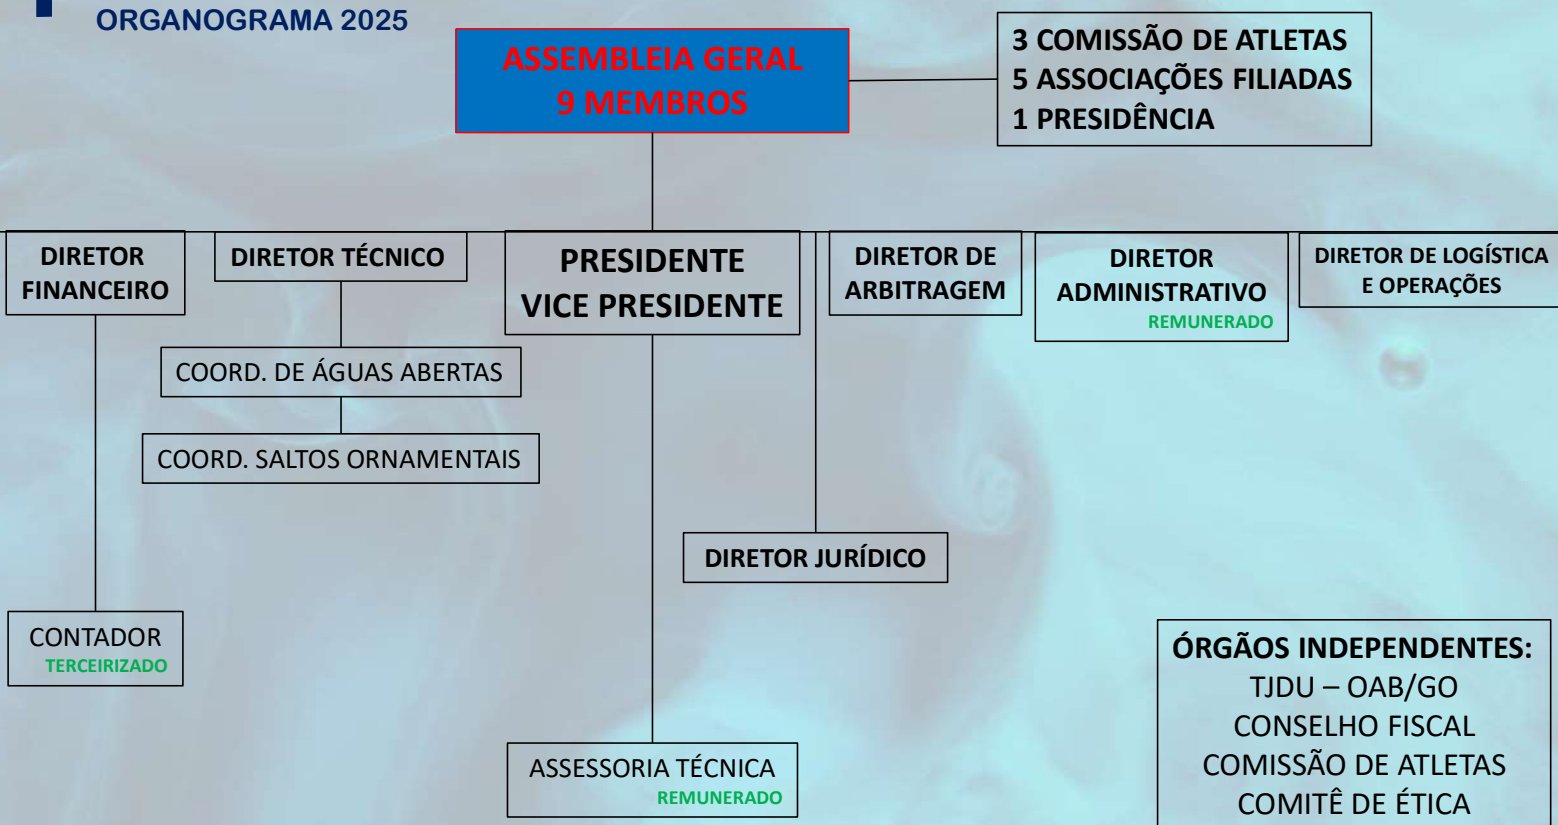 ORGANOGRAMA 2025
ASSEMBLEIA GERAL
9 MEMBROS
3 COMISSÃO DE ATLETAS
5 ASSOCIAÇÕES FILIADAS
1 PRESIDÊNCIA
DIRETOR
FINANCEIRO
DIRETOR TÉCNICO
PRESIDENTE
VICE PRESIDENTE
DIRETOR DE
ARBITRAGEM
DIRETOR
ADMINISTRATIVO
REMUNERADO
DIRETOR DE LOGÍSTICA
E OPERAÇÕES
COORD. DE ÁGUAS ABERTAS
COORD. SALTOS ORNAMENTAIS
DIRETOR JURÍDICO
CONTADOR
TERCEIRIZADO
ASSESSORIA TÉCNICA
REMUNERADO
ÓRGÃOS INDEPENDENTES:
TJDU – OAB/GO
CONSELHO FISCAL
COMISSÃO DE ATLETAS
COMITÊ DE ÉTICA